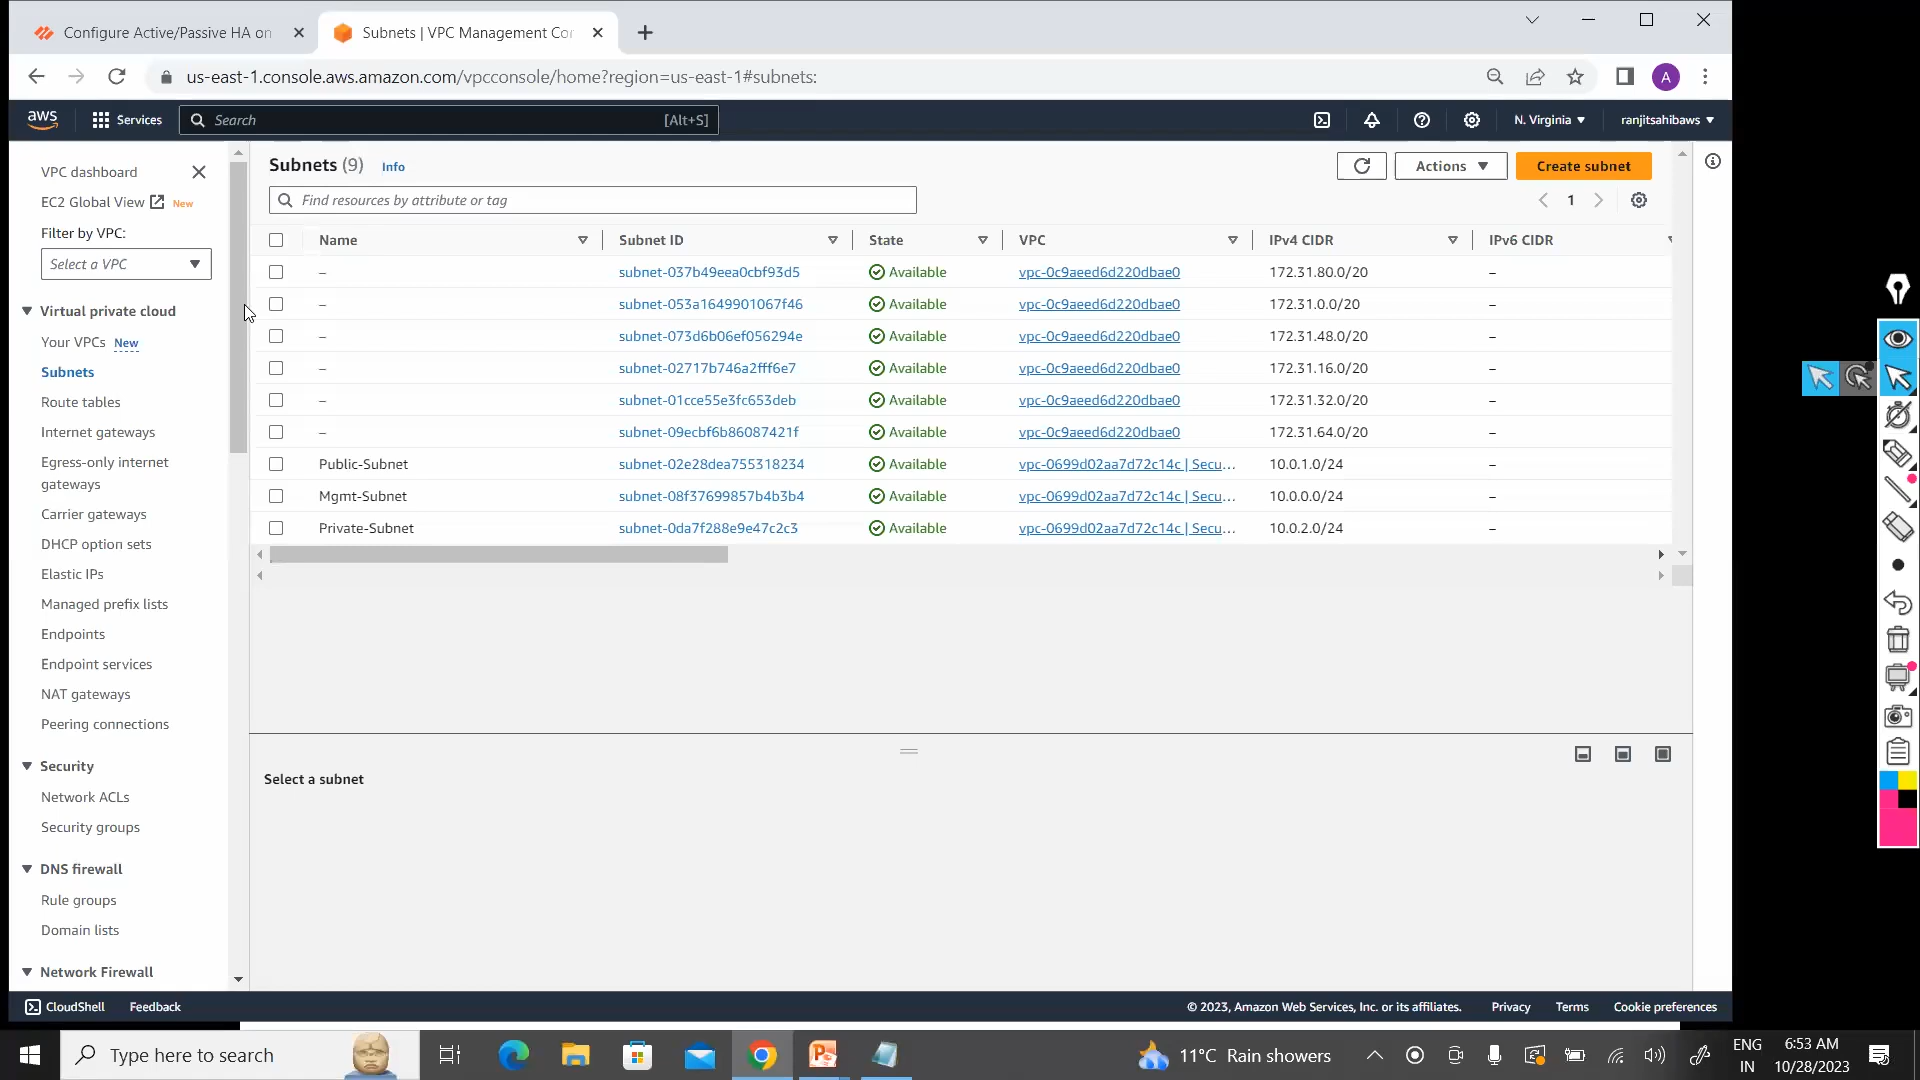 Configure Active/Passive HA on
Subnets | VPC Management Con
us-east-1.console.aws.amazon.com/vpcconsole/home?region=us-east-1#subnets:
A
aws
Services
Search
[Alt+S]
N. Virginia
ranjitsahibaws
VPC dashboard
EC2 Global View
New
Filter by VPC:
Select a VPC
Virtual private cloud
Your VPCs New
Subnets
Route tables
Internet gateways
Egress-only internet
gateways
Carrier gateways
DHCP option sets
Elastic IPs
Managed prefix lists
Endpoints
Endpoint services
NAT gateways
Peering connections
Security
Network ACLs
Security groups
DNS firewall
Rule groups
Domain lists
Network Firewall
Subnets (9) Info
Actions
Create subnet
Find resources by attribute or tag
1
Name Subnet ID State VPC IPv4 CIDR IPv6 CIDR
– subnet-037b49eea0cbf93d5 Available vpc-0c9aeed6d220dbae0 172.31.80.0/20 –
– subnet-053a1649901067f46 Available vpc-0c9aeed6d220dbae0 172.31.0.0/20 –
– subnet-073d6b06ef056294e Available vpc-0c9aeed6d220dbae0 172.31.48.0/20 –
– subnet-02717b746a2fff6e7 Available vpc-0c9aeed6d220dbae0 172.31.16.0/20 –
– subnet-01cce55e3fc653deb Available vpc-0c9aeed6d220dbae0 172.31.32.0/20 –
– subnet-09ecbf6b86087421f Available vpc-0c9aeed6d220dbae0 172.31.64.0/20 –
Public-Subnet subnet-02e28dea755318234 Available vpc-0699d02aa7d72c14c | Secu... 10.0.1.0/24 –
Mgmt-Subnet subnet-08f37699857b4b3b4 Available vpc-0699d02aa7d72c14c | Secu... 10.0.0.0/24 –
Private-Subnet subnet-0da7f288e9e47c2c3 Available vpc-0699d02aa7d72c14c | Secu... 10.0.2.0/24 –
Select a subnet
CloudShell
Feedback
© 2023, Amazon Web Services, Inc. or its affiliates.
Privacy
Terms
Cookie preferences
Type here to search
11°C Rain showers
ENG
IN
6:53 AM
10/28/2023